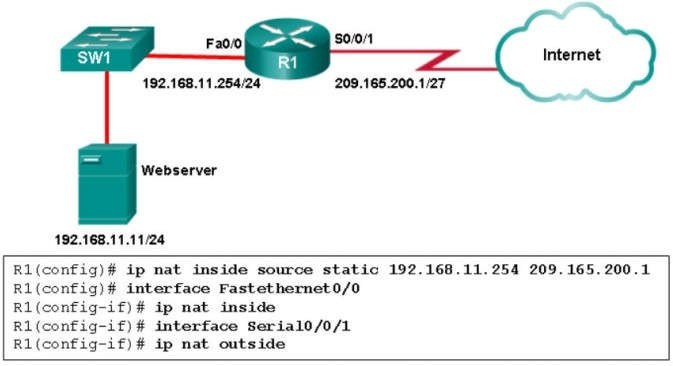 Fa0/0
S0/0/1
Internet
SW1
R1
192.168.11.254/24
209.165.200.1/27
Webserver
192.168.11.11/24
R1(config)# ip nat inside source static 192.168.11.254 209.165.200.1
R1(config)# interface Fastethernet0/0
R1(config-if)# ip nat inside
R1(config-if)# interface Serial0/0/1
R1(config-if)# ip nat outside